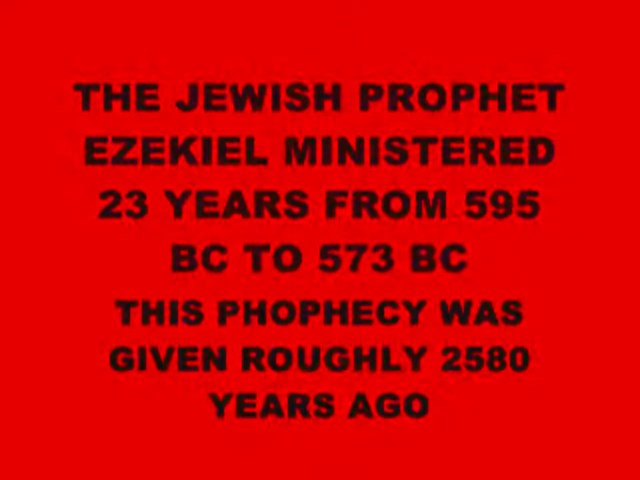 THE JEWISH PROPHET
EZEKIEL MINISTERED
23 YEARS FROM 595
BC TO 573 BC
THIS PHOPHECY WAS
GIVEN ROUGHLY 2580
YEARS AGO